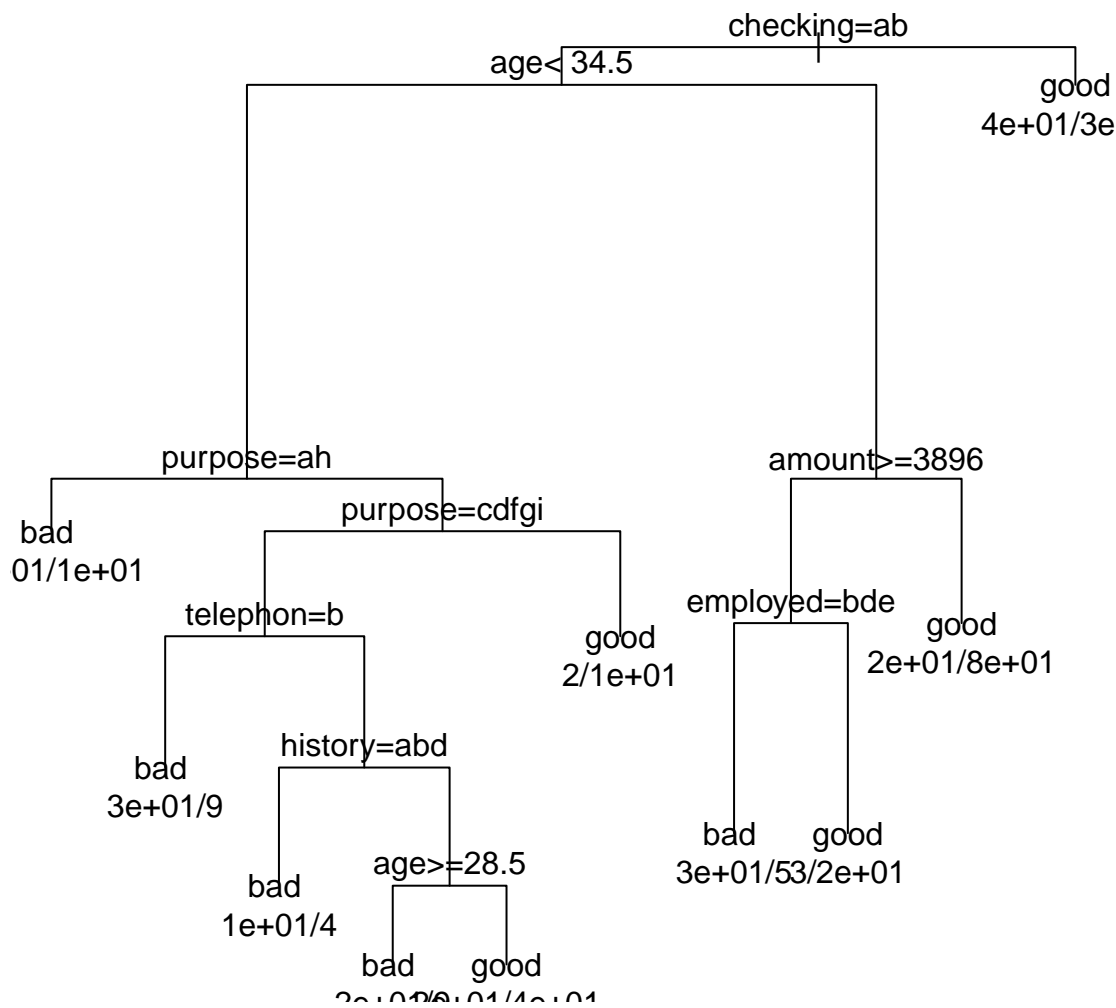 checking=ab
age< 34.5
good
4e+01/3e
purpose=ah
amount>=3896
purpose=cdfgi
bad
01/1e+01
employed=bde
telephon=b
good
2e+01/8e+01
good
2/1e+01
history=abd
bad
3e+01/9
bad
3e+01/5
good
3/2e+01
age>=28.5
bad
1e+01/4
bad
good